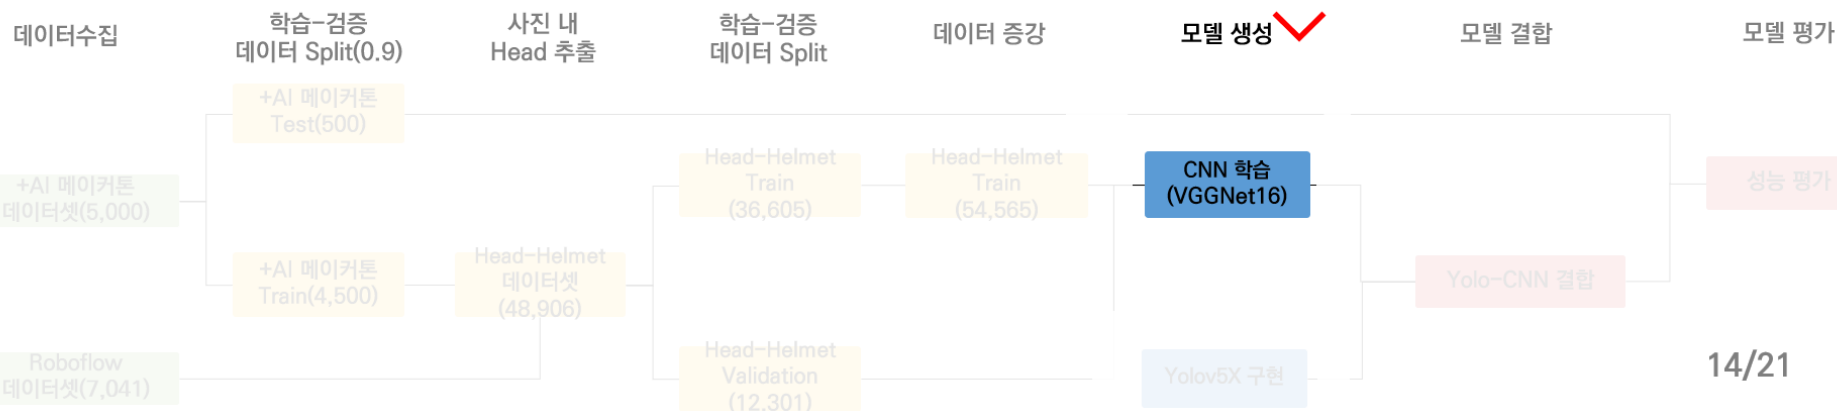 데이터수집
학습-검증
데이터 Split(0.9)
사진 내
Head 추출
학습-검증
데이터 Split
데이터 증강
모델 생성
모델 결합
모델 평가
+AI 메이커톤
Test(500)
+AI 메이커톤
데이터셋(5,000)
+AI 메이커톤
Train(4,500)
Head-Helmet
데이터셋
(48,906)
Head-Helmet
Train
(36,605)
Head-Helmet
Train
(54,565)
CNN 학습
(VGGNet16)
성능 평가
Yolo-CNN 결합
Roboflow
데이터셋(7,041)
Head-Helmet
Validation
(12,301)
Yolov5X 구현
14/21